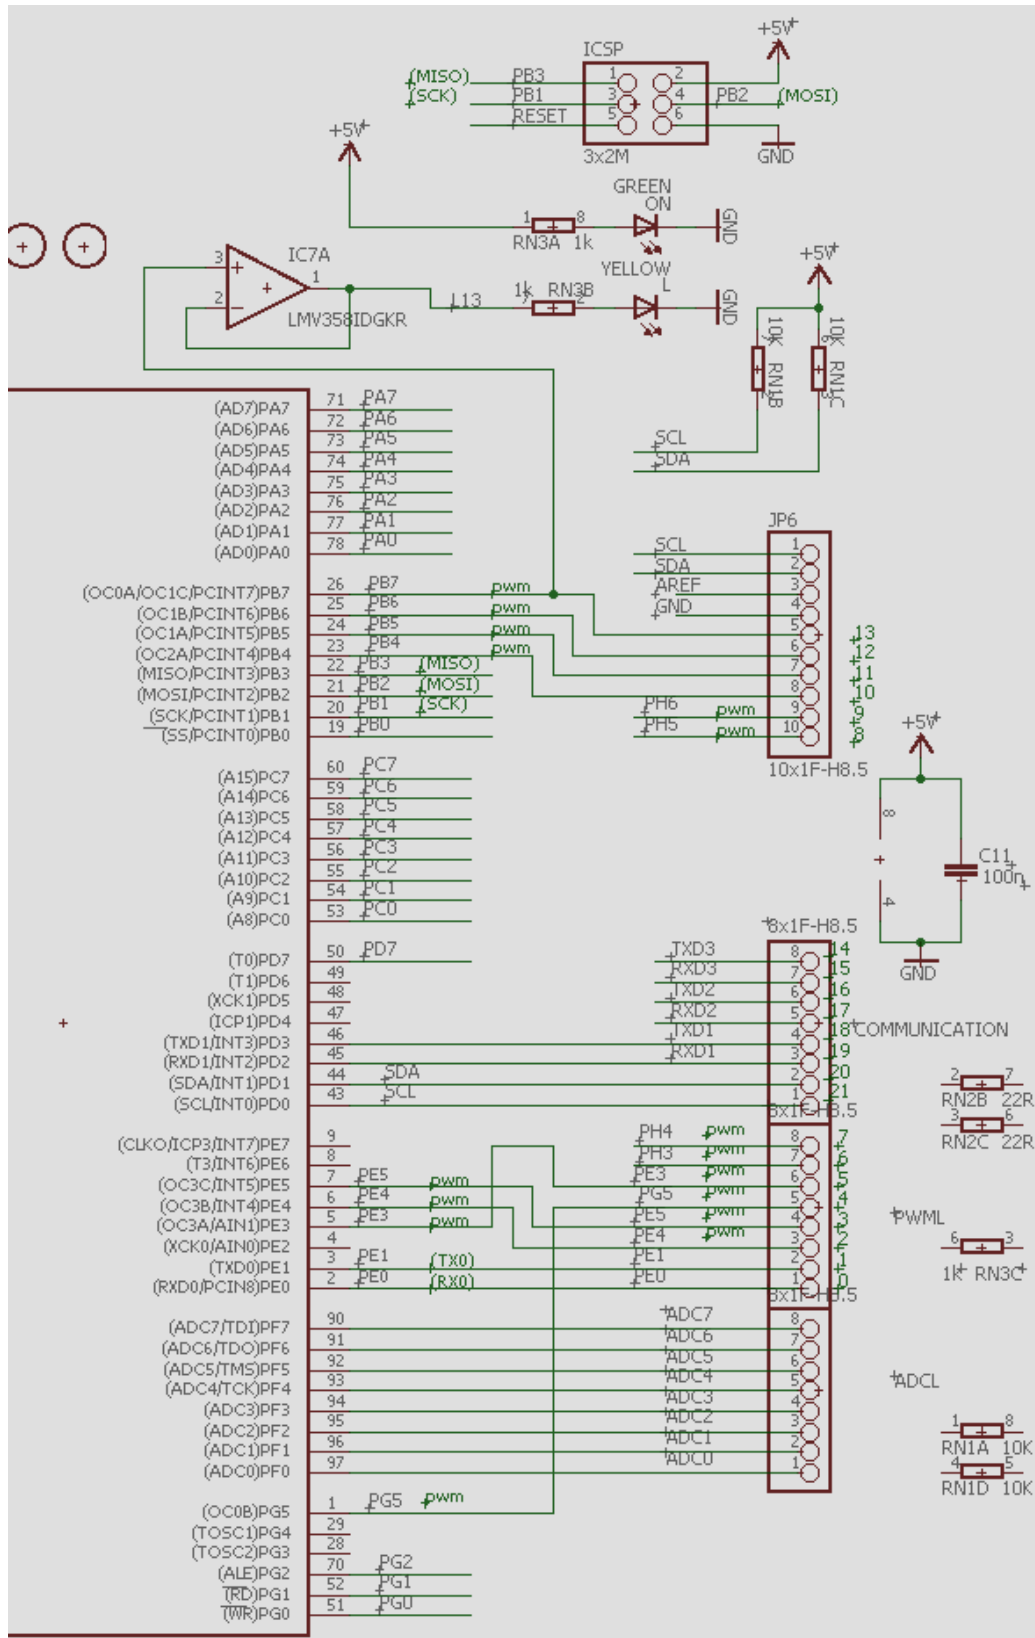 +5V
ICSP
(MISO) PB3 1 2
(SCK) PB1 3 4 PB2 (MOSI)
RESET 5 6
3x2M GND
+5V
GREEN
ON
1 8 GND
RN3A 1k
IC7A
3 1
2
LMV358IDGKR
YELLOW
L
L13 1k RN3B 2 GND
+5V
10K RN1B
10K RN1C
SCL
SDA
(AD7)PA7 71 PA7
(AD6)PA6 72 PA6
(AD5)PA5 73 PA5
(AD4)PA4 74 PA4
(AD3)PA3 75 PA3
(AD2)PA2 76 PA2
(AD1)PA1 77 PA1
(AD0)PA0 78 PA0
JP6
SCL 1
SDA 2
AREF 3
GND 4
5 13
6 12
7 11
8 10
PH6 pwm 9 9
PH5 pwm 10 8
10x1F-H8.5
(OC0A/OC1C/PCINT7)PB7 26 PB7 pwm
(OC1B/PCINT6)PB6 25 PB6
(OC1A/PCINT5)PB5 24 PB5 pwm
(OC2A/PCINT4)PB4 23 PB4 pwm
(MISO/PCINT3)PB3 22 PB3 (MISO)
(MOSI/PCINT2)PB2 21 PB2 (MOSI)
(SCK/PCINT1)PB1 20 PB1 (SCK)
(SS/PCINT0)PB0 19 PB0
+5V
8
4
C11
100n
GND
(A15)PC7 60 PC7
(A14)PC6 59 PC6
(A13)PC5 58 PC5
(A12)PC4 57 PC4
(A11)PC3 56 PC3
(A10)PC2 55 PC2
(A9)PC1 54 PC1
(A8)PC0 53 PC0
8x1F-H8.5
TXD3 8 14
RXD3 7 15
TXD2 6 16
RXD2 5 17
TXD1 4 18
RXD1 3 19
2 20
1 21
COMMUNICATION
(T0)PD7 50 PD7
(T1)PD6 49
(XCK1)PD5 48
(ICP1)PD4 47
(TXD1/INT3)PD3 46
(RXD1/INT2)PD2 45
(SDA/INT1)PD1 44 SDA
(SCL/INT0)PD0 43 SCL
2 7
RN2B 22R
3 6
RN2C 22R
8x1F-H8.5
PH4 pwm 8 7
PH3 pwm 7 6
PE3 pwm 6 5
PG5 pwm 5 4
PE5 pwm 4 3
PE4 pwm 3 2
PE1 2 1
PE0 1 0
PWML
(CLKO/ICP3/INT7)PE7 9
(T3/INT6)PE6 8
(OC3C/INT5)PE5 7 PE5 pwm
(OC3B/INT4)PE4 6 PE4 pwm
(OC3A/AIN1)PE3 5 PE3 pwm
(XCK0/AIN0)PE2 4
(TXD0)PE1 3 PE1 (TX0)
(RXD0/PCIN8)PE0 2 PE0 (RX0)
6 3
1k RN3C
8x1F-H8.5
(ADC7/TDI)PF7 90 ADC7 8
(ADC6/TDO)PF6 91 ADC6 7
(ADC5/TMS)PF5 92 ADC5 6
(ADC4/TCK)PF4 93 ADC4 5
(ADC3)PF3 94 ADC3 4
(ADC2)PF2 95 ADC2 3
(ADC1)PF1 96 ADC1 2
(ADC0)PF0 97 ADC0 1
ADCL
1 8
RN1A 10K
4 5
RN1D 10K
(OC0B)PG5 1 PG5 pwm
(TOSC1)PG4 29
(TOSC2)PG3 28
(ALE)PG2 70 PG2
(RD)PG1 52 PG1
(WR)PG0 51 PG0